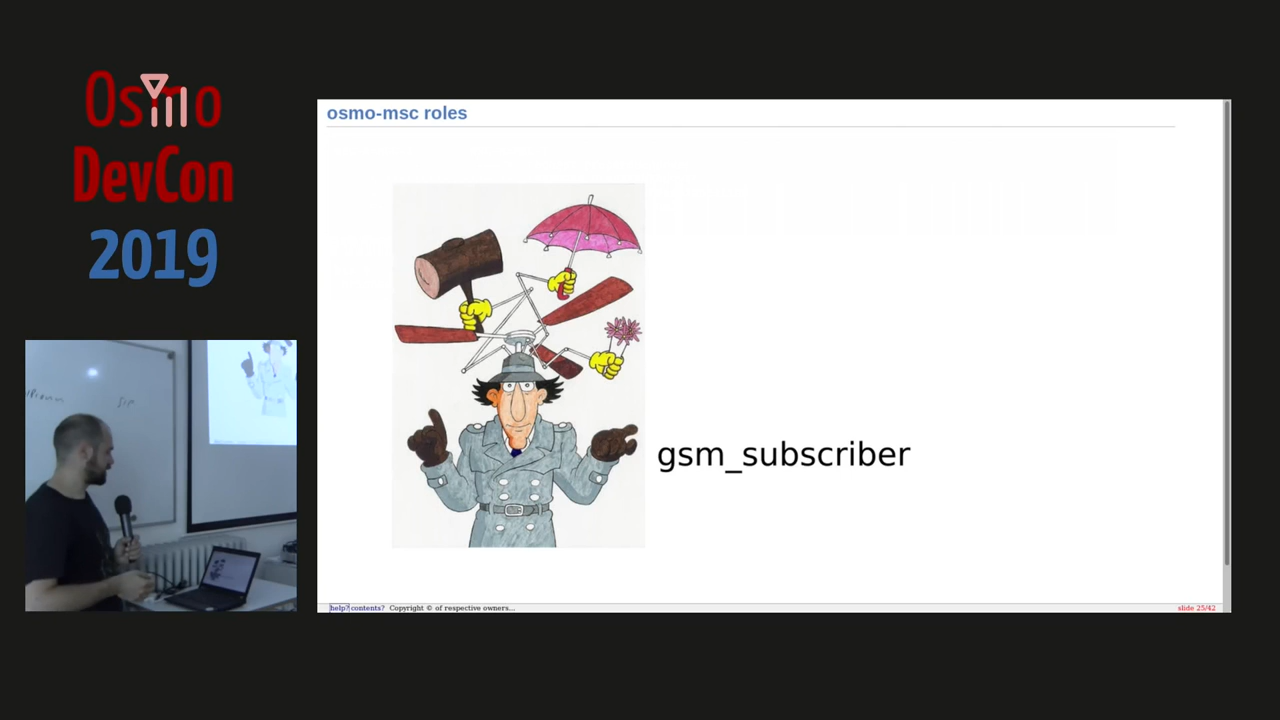 Osmo
DevCon
2019
osmo-msc roles
gsm_subscriber
help? contents? Copyright © of respective owners...
slide 25/42